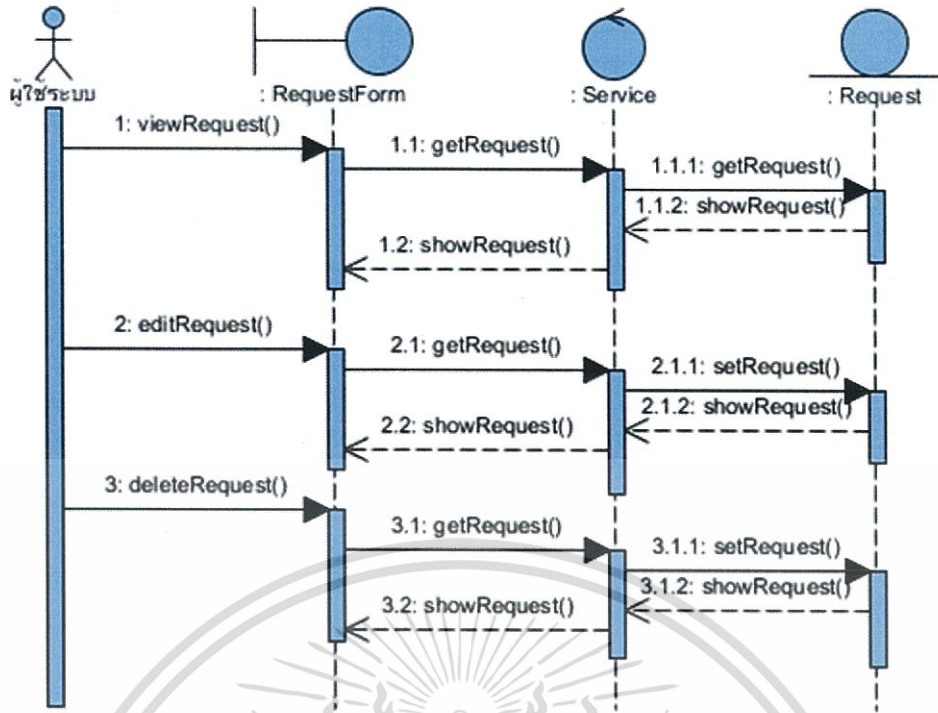 ผู้ใช้ระบบ
: RequestForm
: Service
: Request
1: viewRequest()
1.1: getRequest()
1.1.1: getRequest()
1.1.2: showRequest()
1.2: showRequest()
2: editRequest()
2.1: getRequest()
2.1.1: setRequest()
2.1.2: showRequest()
2.2: showRequest()
3: deleteRequest()
3.1: getRequest()
3.1.1: setRequest()
3.1.2: showRequest()
3.2: showRequest()